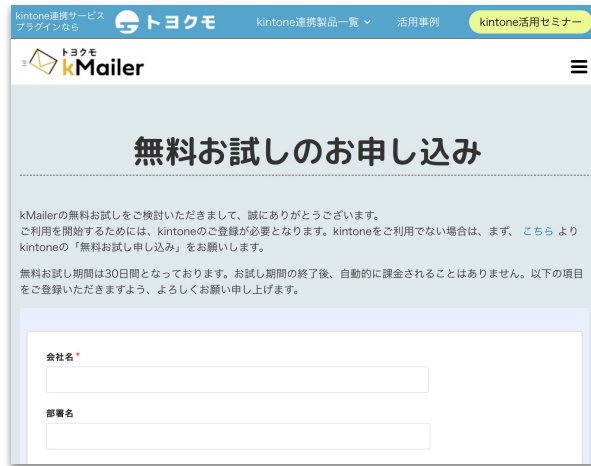 kintone連携サービス
プラグインなら
トヨクモ
kintone連携製品一覧
活用事例
kintone活用セミナー
トヨクモ
kMailer
無料お試しのお申し込み
kMailerの無料お試しをご検討いただきまして、誠にありがとうございます。
ご利用を開始するためには、kintoneのご登録が必要となります。kintoneをご利用でない場合は、まず、 こちら より
kintoneの「無料お試し申し込み」をお願いします。
無料お試し期間は30日間となっております。お試し期間の終了後、自動的に課金されることはありません。以下の項目
をご登録いただきますよう、よろしくお願い申し上げます。
会社名*
部署名